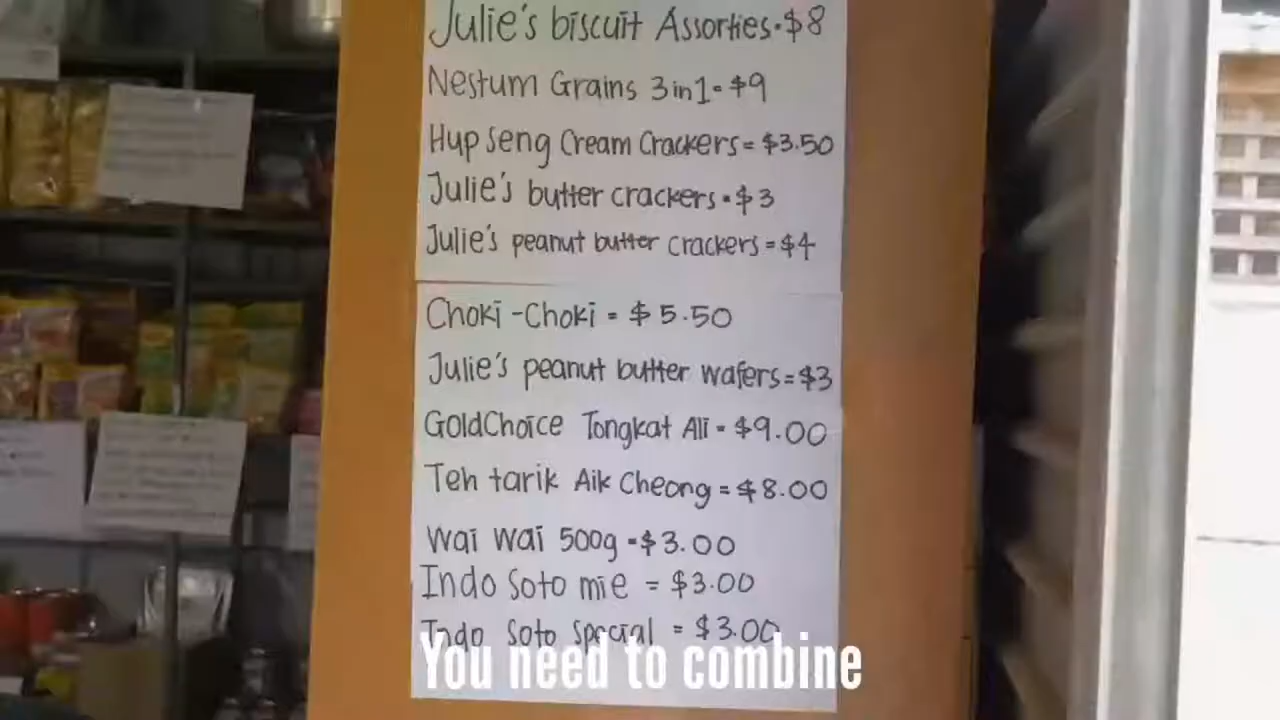 Julie's biscuit Assorties = $8
Nestum Grains 3 in 1 = $9
Hup Seng Cream Crackers = $3.50
Julie's butter crackers = $3
Julie's peanut butter crackers = $4
Choki-Choki = $5.50
Julie's peanut butter wafers = $3
GoldChoice Tongkat Ali = $9.00
Teh tarik Aik Cheong = $8.00
Wai Wai 500g = $3.00
Indo Soto mie = $3.00
Indo Soto Special = $3.00
You need to combine